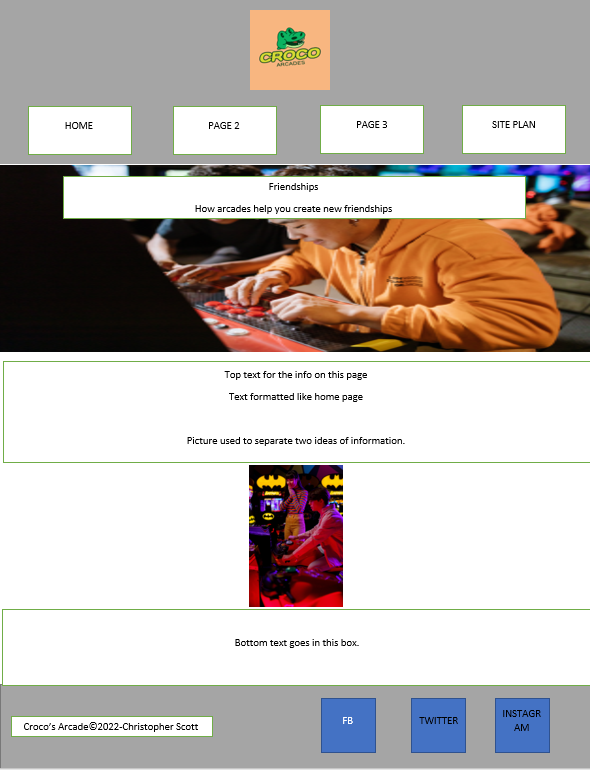 CROCO
ARCADES
HOME
PAGE 2
PAGE 3
SITE PLAN
Friendships
How arcades help you create new friendships
Top text for the info on this page
Text formatted like home page
Picture used to separate two ideas of information.
Bottom text goes in this box.
Croco's Arcade©2022-Christopher Scott
FB
TWITTER
INSTAGR
AM